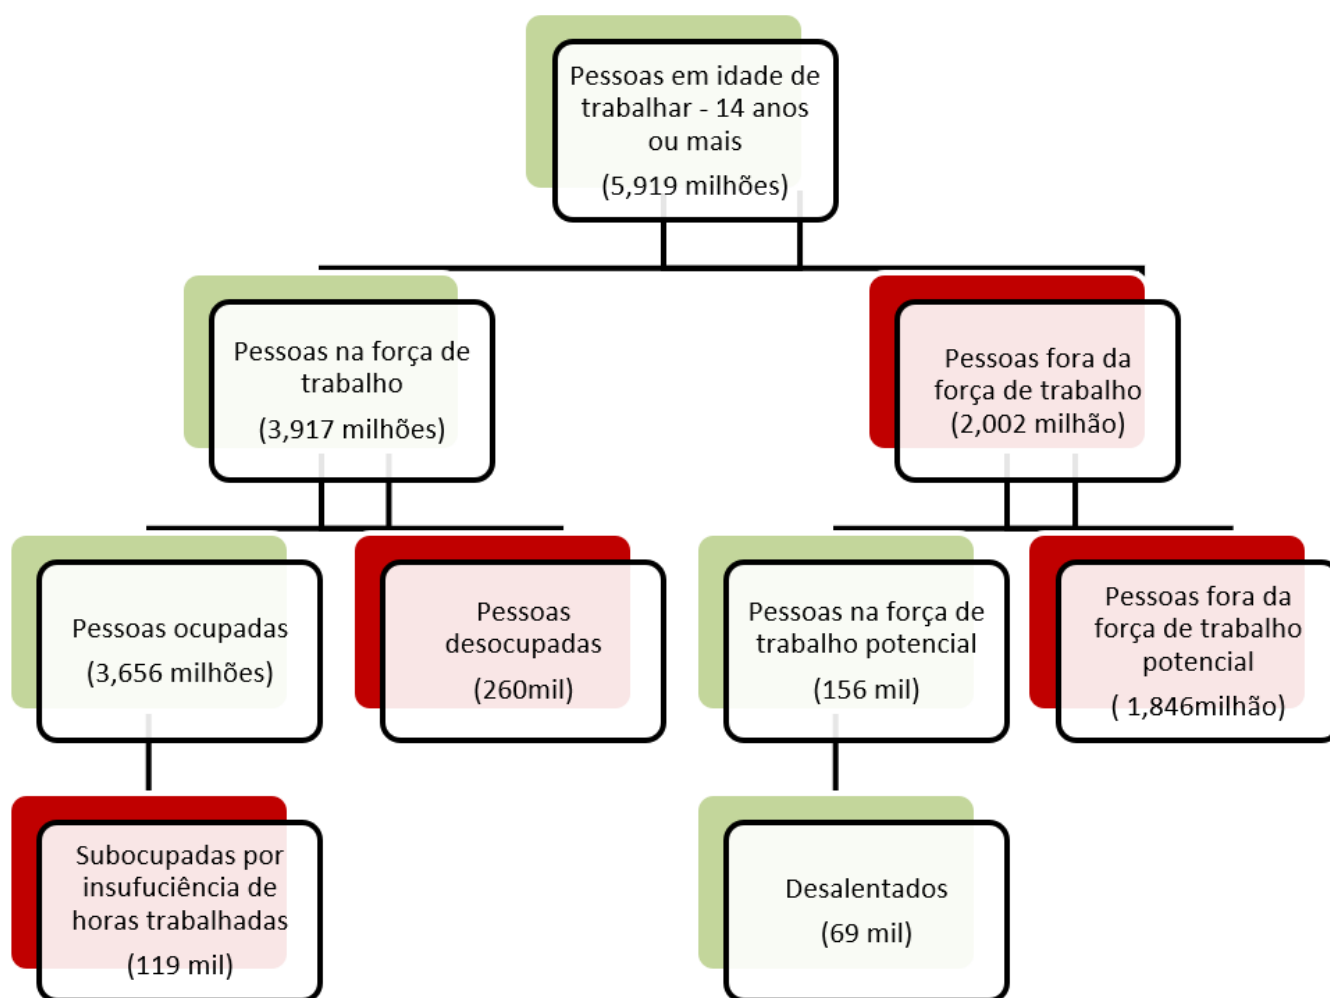 Pessoas em idade de
trabalhar - 14 anos
ou mais
(5,919 milhões)
Pessoas na força de
trabalho
(3,917 milhões)
Pessoas fora da
força de trabalho
(2,002 milhão)
Pessoas ocupadas
(3,656 milhões)
Pessoas
desocupadas
(260mil)
Pessoas na força de
trabalho potencial
(156 mil)
Pessoas fora da
força de trabalho
potencial
( 1,846milhão)
Subocupadas por
insufuciência de
horas trabalhadas
(119 mil)
Desalentados
(69 mil)